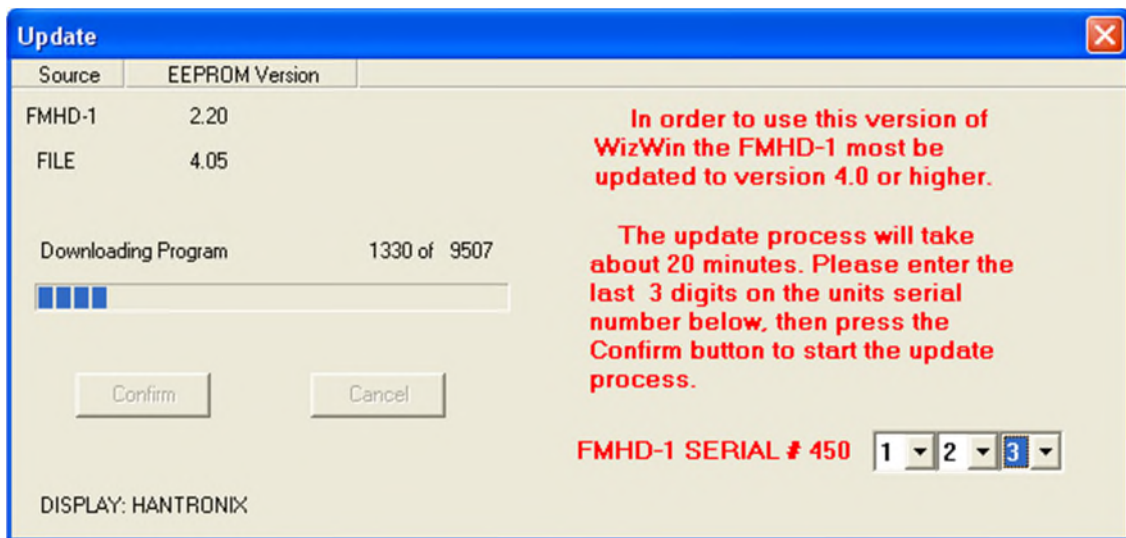 Update
Source EEPROM Version
FMHD-1 2.20
FILE 4.05
Downloading Program 1330 of 9507
Confirm Cancel
DISPLAY: HANTRONIX
In order to use this version of
WizWin the FMHD-1 most be
updated to version 4.0 or higher.
The update process will take
about 20 minutes. Please enter the
last 3 digits on the units serial
number below, then press the
Confirm button to start the update
process.
FMHD-1 SERIAL # 450 1 2 3